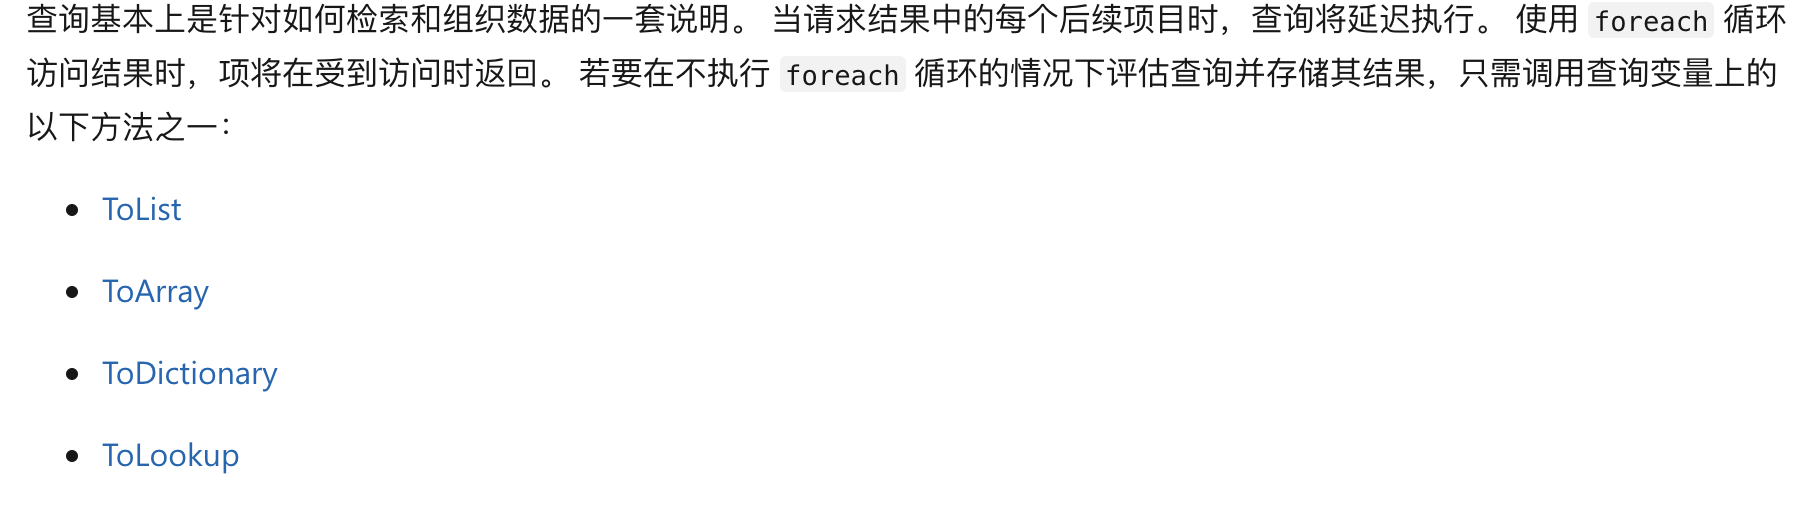 查询基本上是针对如何检索和组织数据的一套说明。 当请求结果中的每个后续项目时，查询将延迟执行。 使用 foreach 循环
访问结果时，项将在受到访问时返回。 若要在不执行 foreach 循环的情况下评估查询并存储其结果，只需调用查询变量上的
以下方法之一：
• ToList
• ToArray
• ToDictionary
• ToLookup